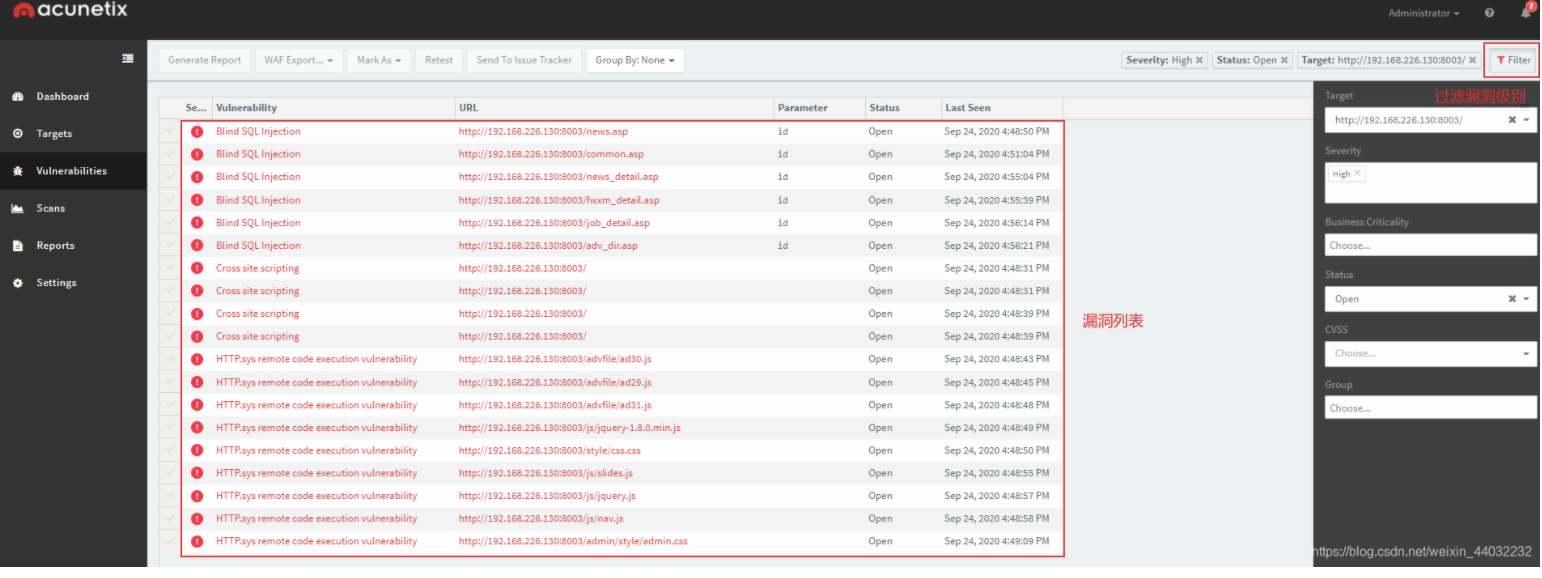 acunetix
Administrator
7
Generate Report WAF Export... Mark As Retest Send To Issue Tracker Group By: None Severity: High Status: Open Target: http://192.168.226.130:8003/ Filter
Dashboard
Targets
Vulnerabilities
Scans
Reports
Settings
Se... Vulnerability URL Parameter Status Last Seen
Blind SQL Injection http://192.168.226.130:8003/news.asp id Open Sep 24, 2020 4:48:50 PM
Blind SQL Injection http://192.168.226.130:8003/common.asp id Open Sep 24, 2020 4:51:04 PM
Blind SQL Injection http://192.168.226.130:8003/news_detail.asp id Open Sep 24, 2020 4:55:04 PM
Blind SQL Injection http://192.168.226.130:8003/fwxm_detail.asp id Open Sep 24, 2020 4:55:39 PM
Blind SQL Injection http://192.168.226.130:8003/job_detail.asp id Open Sep 24, 2020 4:56:14 PM
Blind SQL Injection http://192.168.226.130:8003/adv_dir.asp id Open Sep 24, 2020 4:56:21 PM
Cross site scripting http://192.168.226.130:8003/ Open Sep 24, 2020 4:48:31 PM
Cross site scripting http://192.168.226.130:8003/ Open Sep 24, 2020 4:48:31 PM
Cross site scripting http://192.168.226.130:8003/ Open Sep 24, 2020 4:48:39 PM
Cross site scripting http://192.168.226.130:8003/ Open Sep 24, 2020 4:48:39 PM
HTTP.sys remote code execution vulnerability http://192.168.226.130:8003/advfile/ad30.js Open Sep 24, 2020 4:48:43 PM
HTTP.sys remote code execution vulnerability http://192.168.226.130:8003/advfile/ad29.js Open Sep 24, 2020 4:48:45 PM
HTTP.sys remote code execution vulnerability http://192.168.226.130:8003/advfile/ad31.js Open Sep 24, 2020 4:48:48 PM
HTTP.sys remote code execution vulnerability http://192.168.226.130:8003/js/jquery-1.8.0.min.js Open Sep 24, 2020 4:48:49 PM
HTTP.sys remote code execution vulnerability http://192.168.226.130:8003/style/css.css Open Sep 24, 2020 4:48:50 PM
HTTP.sys remote code execution vulnerability http://192.168.226.130:8003/js/slides.js Open Sep 24, 2020 4:48:55 PM
HTTP.sys remote code execution vulnerability http://192.168.226.130:8003/js/jquery.js Open Sep 24, 2020 4:48:57 PM
HTTP.sys remote code execution vulnerability http://192.168.226.130:8003/js/nav.js Open Sep 24, 2020 4:48:58 PM
HTTP.sys remote code execution vulnerability http://192.168.226.130:8003/admin/style/admin.css Open Sep 24, 2020 4:49:09 PM
漏洞列表
Target 过滤漏洞级别
http://192.168.226.130:8003/
Severity
High
Business Criticality
Choose...
Status
Open
CVSS
Choose...
Group
Choose...
https://blog.csdn.net/weixin_44032232